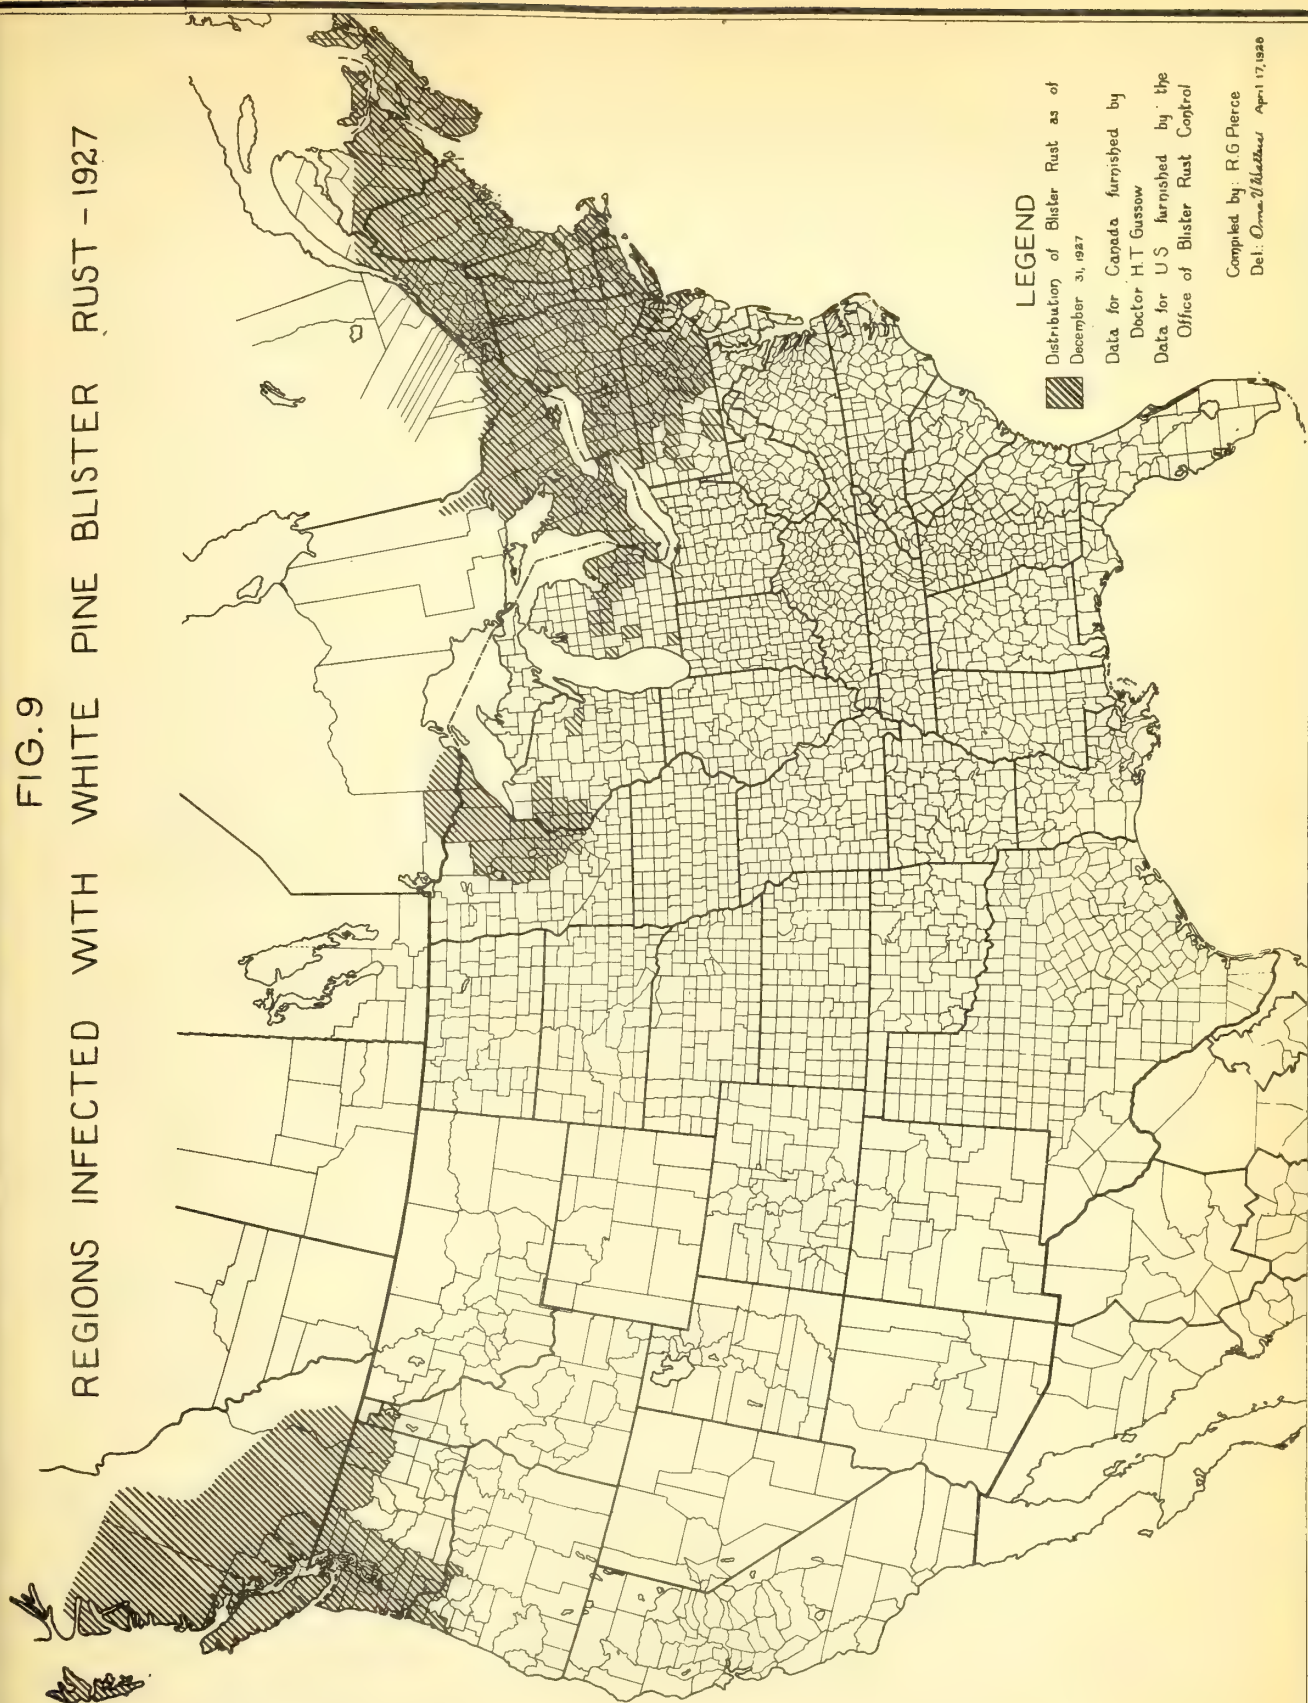 FIG. 9
REGIONS INFECTED WITH WHITE PINE BLISTER RUST - 1927
LEGEND
Distribution of Blister Rust as of
December 31, 1927
Data for Canada furnished by
Doctor H.T Gussow
Data for U S furnished by the
Office of Blister Rust Control
Compiled by: R.G Pierce
Del.: April 17, 1928